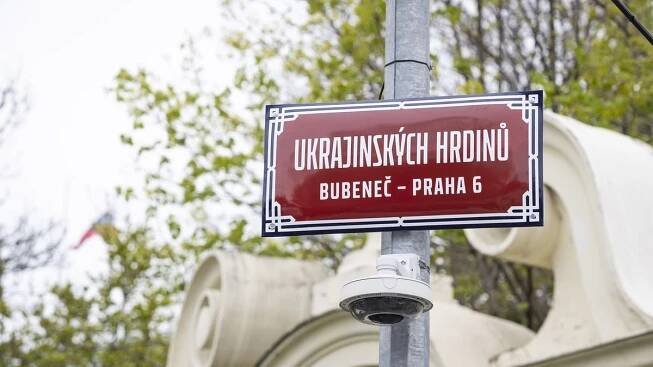 UKRAJINSKÝCH HRDINŮ
BUBENEČ – PRAHA 6